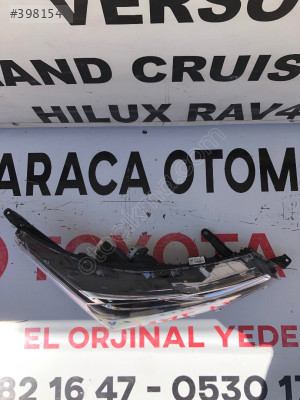 #398154
VERSO
AND CRUIS
HILUX RAV4
ARACA OTOM
TOYOTA
EL ORJINAL YEDE
82 16 47 - 0530 17